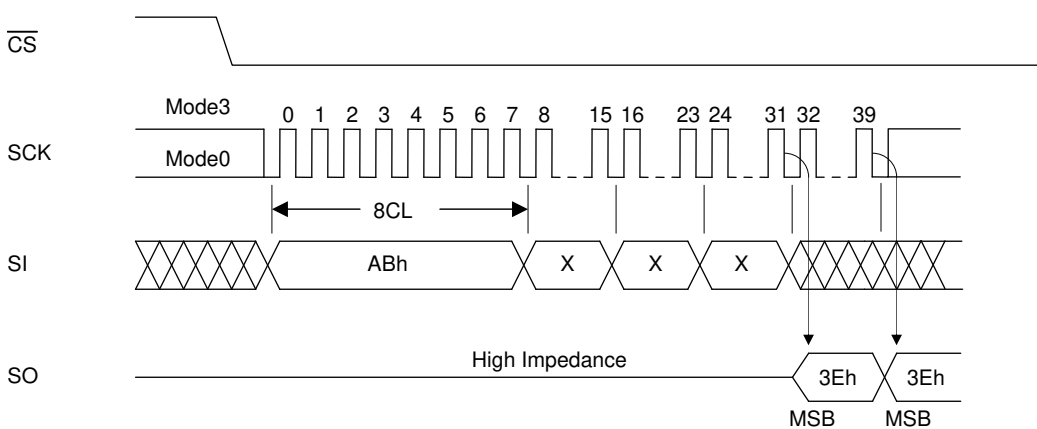 CS
Mode3
0 1 2 3 4 5 6 7 8 15 16 23 24 31 32 39
SCK
Mode0
8CL
SI
ABh X X X
High Impedance
SO
3Eh 3Eh
MSB MSB